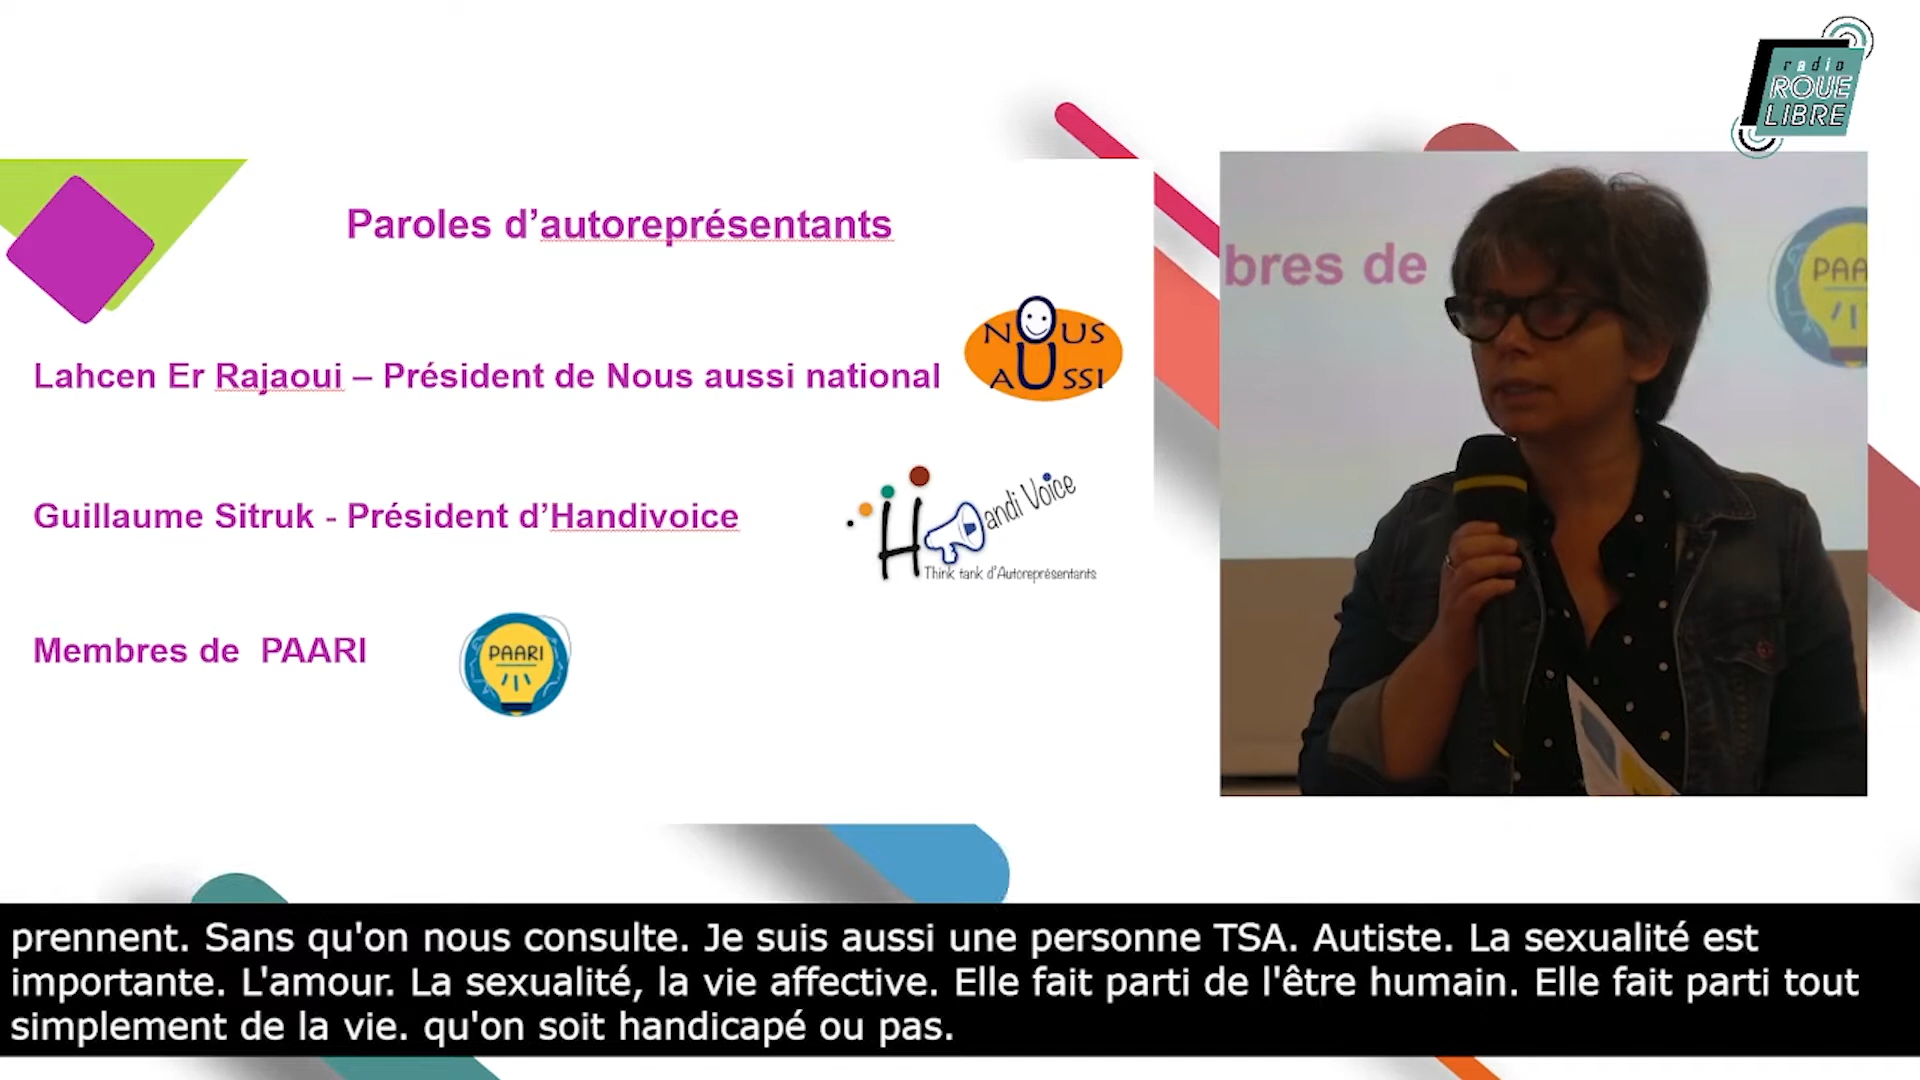 radio
ROUE
LIBRE
Paroles d’autoreprésentants
Lahcen Er Rajaoui – Président de Nous aussi national
NOUS
AUSSI
Guillaume Sitruk - Président d’Handivoice
Handi Voice
Think tank d'Autoreprésentants
Membres de PAARI
PAARI
bres de
PAA
prennent. Sans qu'on nous consulte. Je suis aussi une personne TSA. Autiste. La sexualité est
importante. L'amour. La sexualité, la vie affective. Elle fait parti de l'être humain. Elle fait parti tout
simplement de la vie. qu'on soit handicapé ou pas.